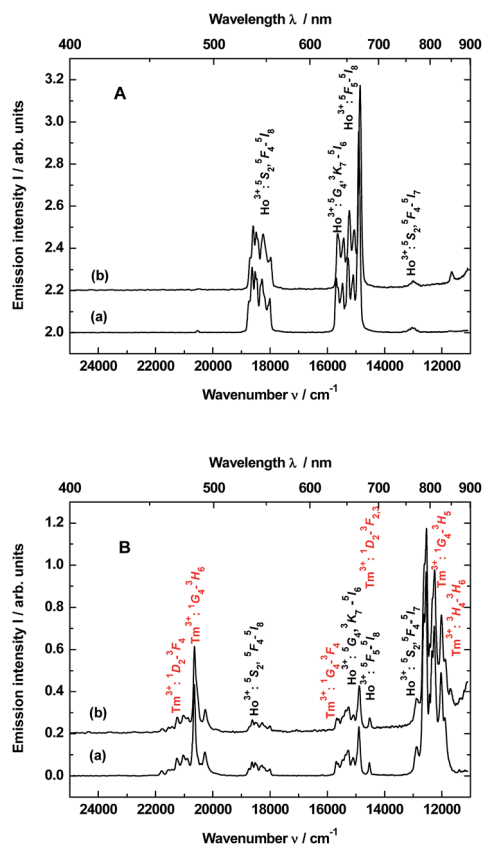 Wavelength λ / nm
400 500 600 700 800 900
A
Emission intensity I / arb. units
3.2
3.0
2.8
2.6
2.4
2.2
2.0
Ho³⁺: ⁵S₂, ⁵F₄-⁵I₈
Ho³⁺: ⁵G₄, ³K₇-⁵I₆
Ho³⁺: ⁵F₅-⁵I₈
Ho³⁺: ⁵S₂, ⁵F₄-⁵I₇
(b)
(a)
24000 22000 20000 18000 16000 14000 12000
Wavenumber ν / cm⁻¹
Wavelength λ / nm
400 500 600 700 800 900
B
Emission intensity I / arb. units
1.2
1.0
0.8
0.6
0.4
0.2
0.0
Tm³⁺: ¹D₂-³F₄
Tm³⁺: ¹G₄-³H₆
Ho³⁺: ⁵S₂, ⁵F₄-⁵I₈
Tm³⁺: ¹G₄-³F₄
Ho³⁺: ⁵G₄, ³K₇-⁵I₆
Ho³⁺: ⁵F₅-⁵I₈
Tm³⁺: ¹D₂-³F₂,₃
Ho³⁺: ⁵S₂, ⁵F₄-⁵I₇
Tm³⁺: ¹G₄-³H₅
Tm³⁺: ³H₄-³H₆
(b)
(a)
24000 22000 20000 18000 16000 14000 12000
Wavenumber ν / cm⁻¹